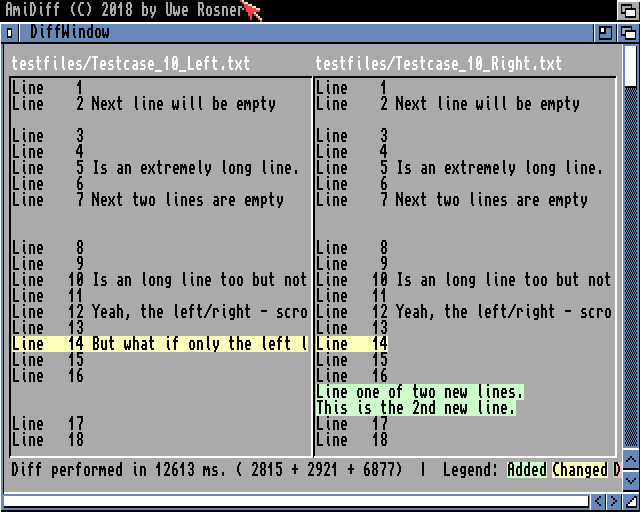 AmiDiff (C) 2018 by Uwe Rosner
DiffWindow
testfiles/Testcase_10_Left.txt testfiles/Testcase_10_Right.txt
Line 1 Line 1
Line 2 Next line will be empty Line 2 Next line will be empty
Line 3 Line 3
Line 4 Line 4
Line 5 Is an extremely long line. Line 5 Is an extremely long line.
Line 6 Line 6
Line 7 Next two lines are empty Line 7 Next two lines are empty
Line 8 Line 8
Line 9 Line 9
Line 10 Is an long line too but not Line 10 Is an long line too but not
Line 11 Line 11
Line 12 Yeah, the left/right - scro Line 12 Yeah, the left/right - scro
Line 13 Line 13
Line 14 But what if only the left l Line 14
Line 15 Line 15
Line 16 Line 16
Line one of two new lines.
This is the 2nd new line.
Line 17 Line 17
Line 18 Line 18
Diff performed in 12613 ms. ( 2815 + 2921 + 6877) | Legend: Added Changed D